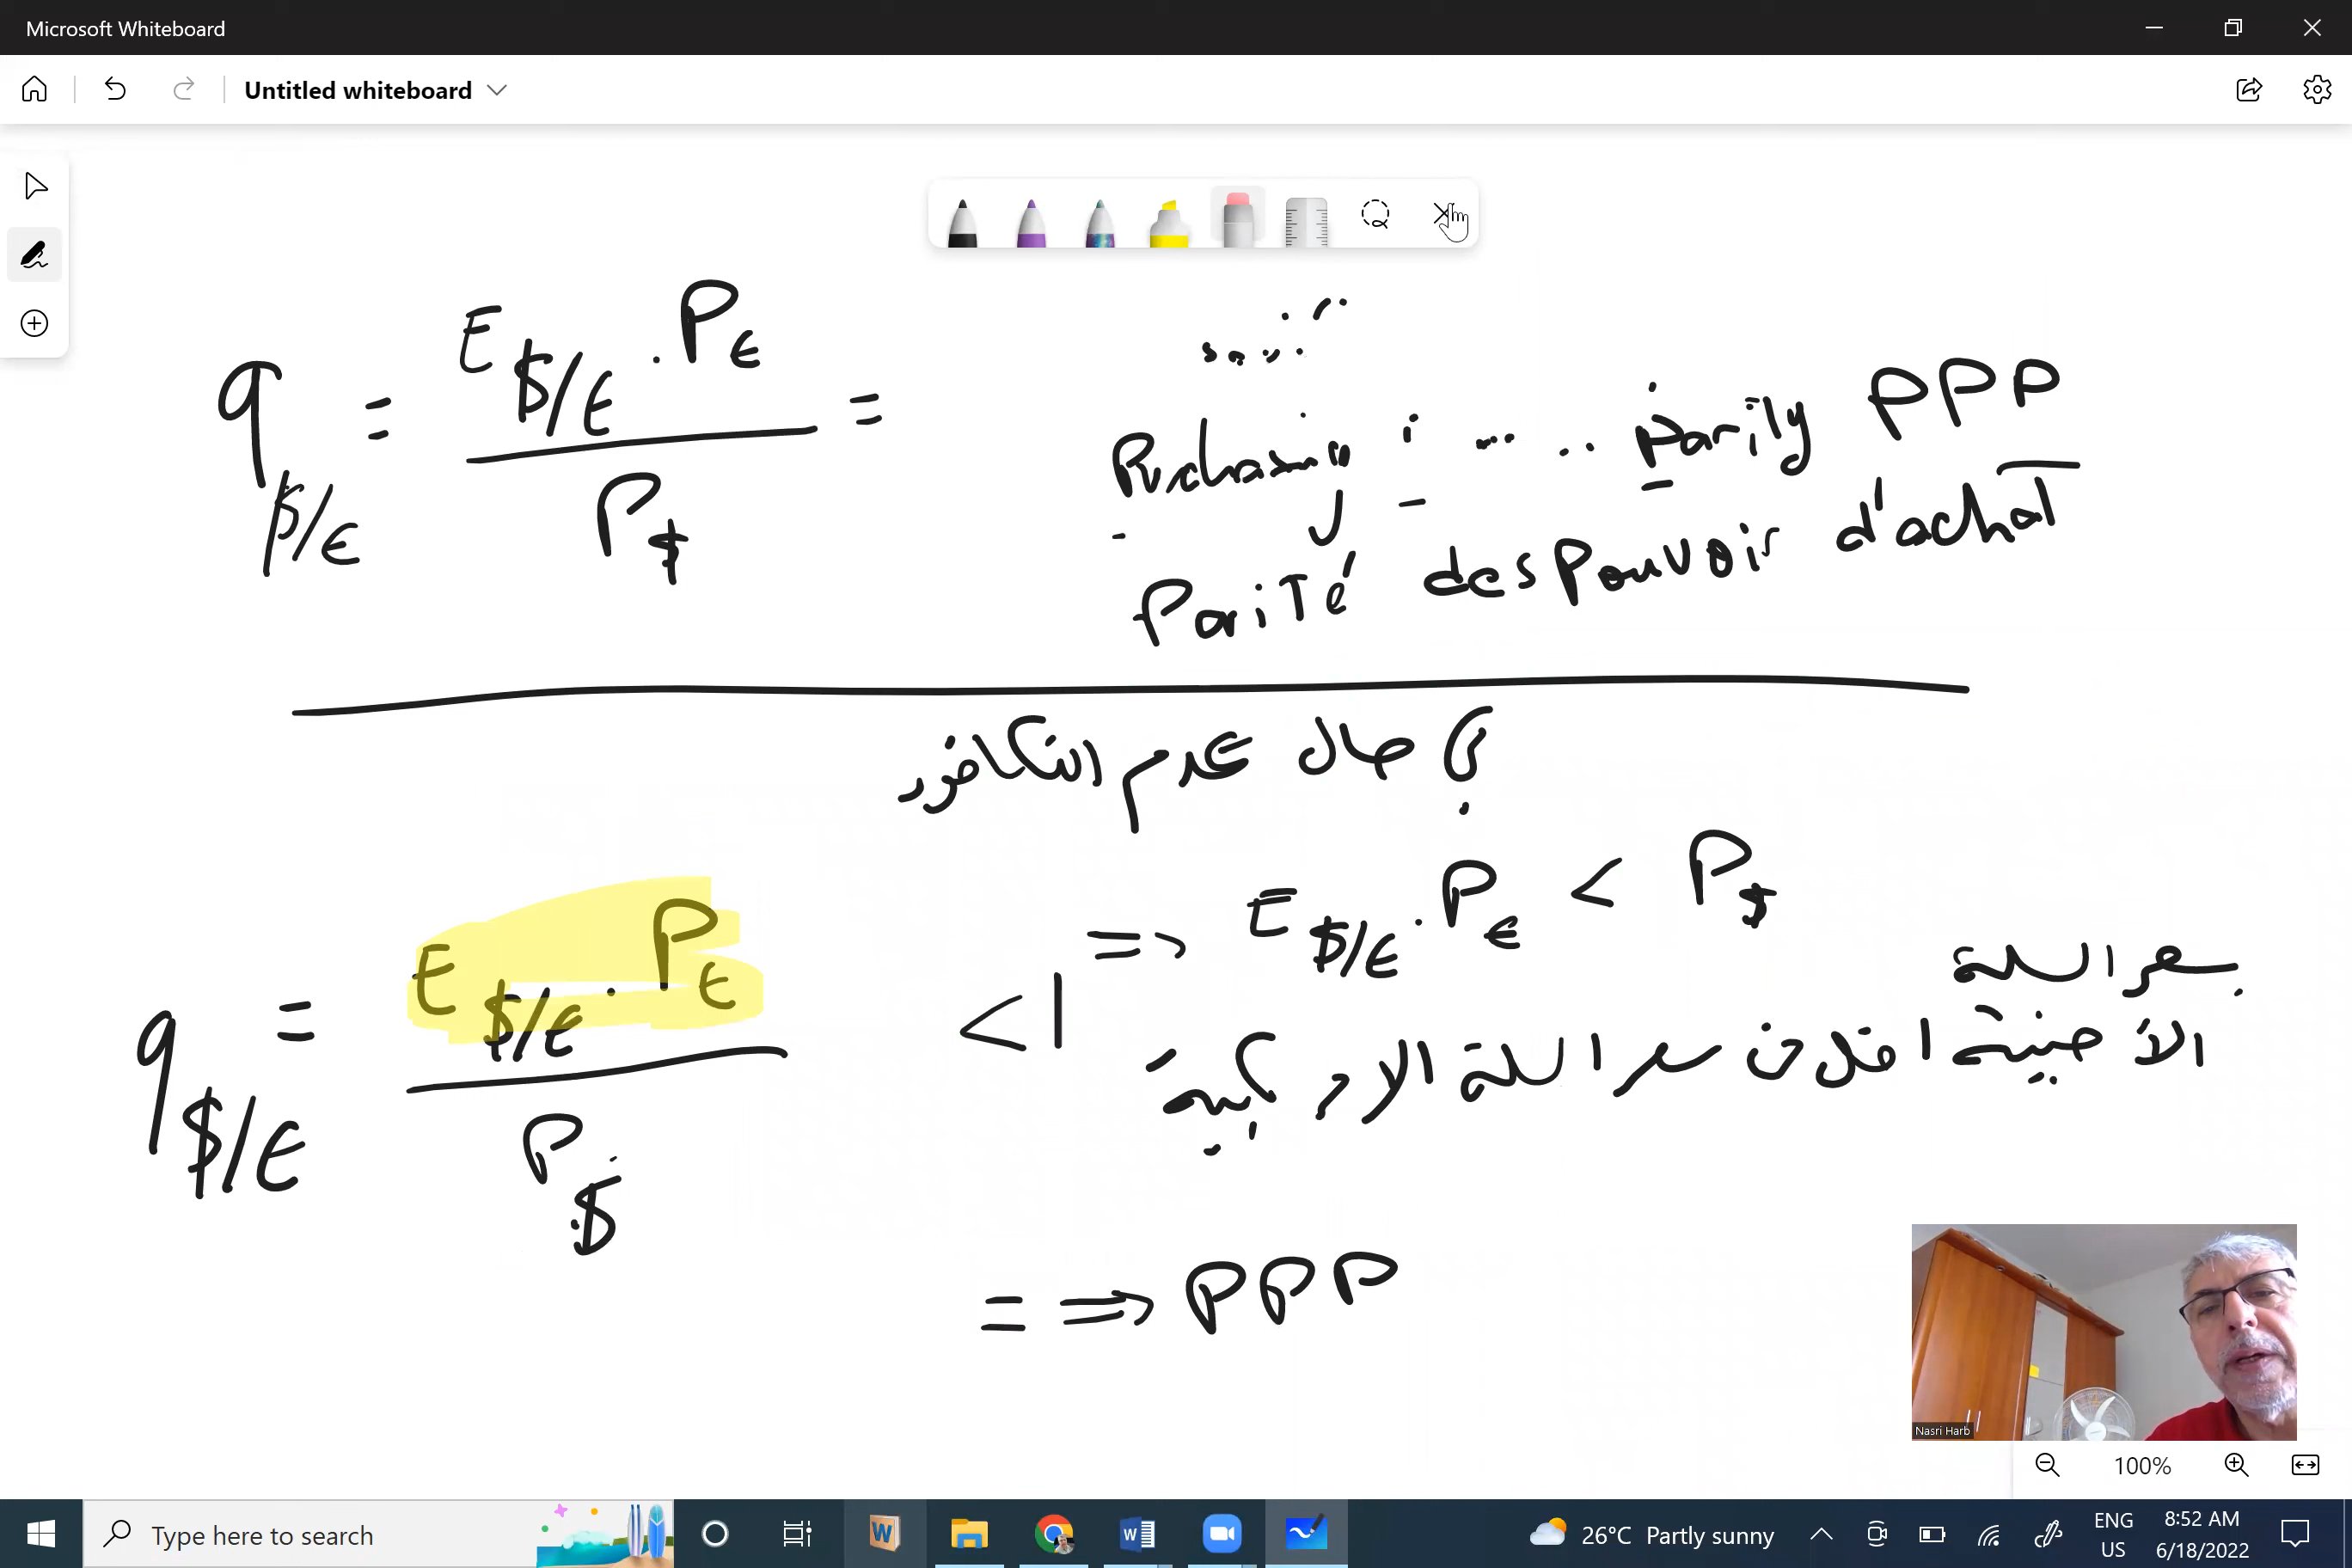 Microsoft Whiteboard
Untitled whiteboard
q $/€ = E $/€ . P € / P $ =
Purchasin Parity PPP
Parité des Pouvoir d'achat
في حال عدم التكافؤ
q $/€ = E $/€ . P € / P $ < 1
=> E $/€ . P € < P $
سعر السلة
الأجنبية اقل من سعر السلة الامركية
= => PPP
Nasri Harb
100%
Type here to search
26°C Partly sunny
ENG
US
8:52 AM
6/18/2022